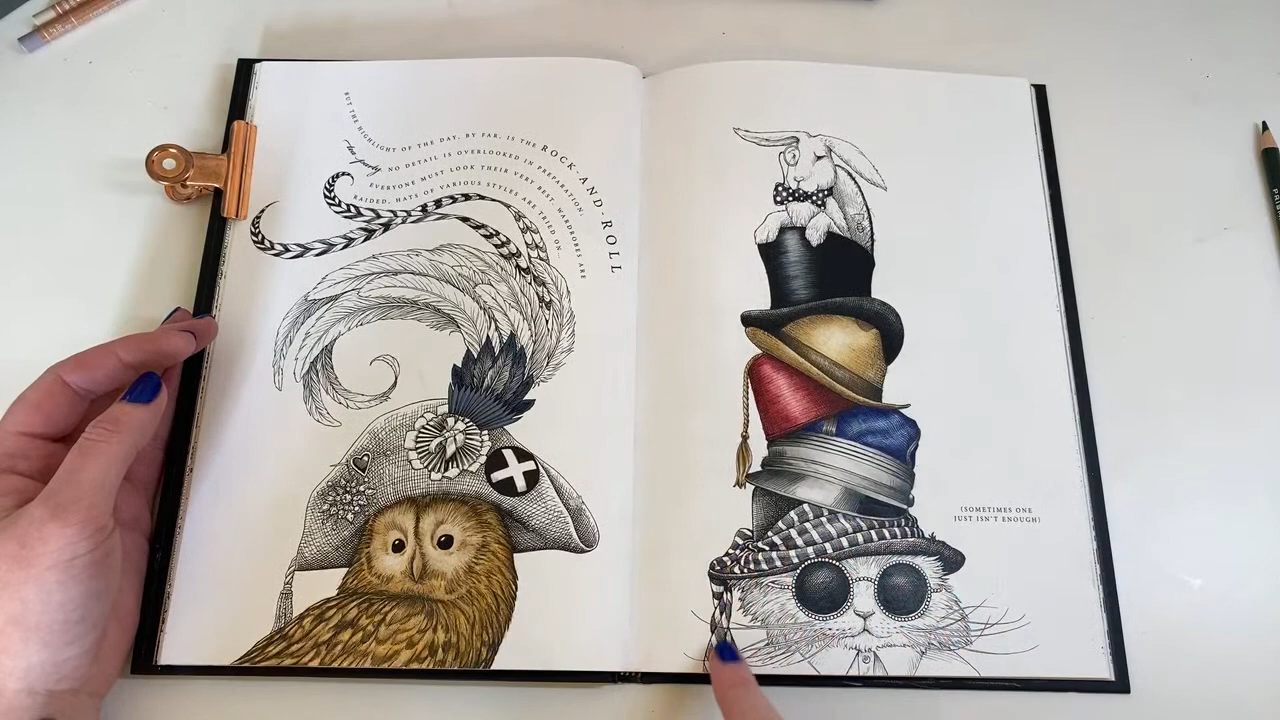 BUT THE HIGHLIGHT OF THE DAY, BY FAR, IS THE ROCK-AND-ROLL
tea party. NO DETAIL IS OVERLOOKED IN PREPARATION;
EVERYONE MUST LOOK THEIR VERY BEST. WARDROBES ARE
RAIDED, HATS OF VARIOUS STYLES ARE TRIED ON.
(SOMETIMES ONE
JUST ISN'T ENOUGH)
PRIS